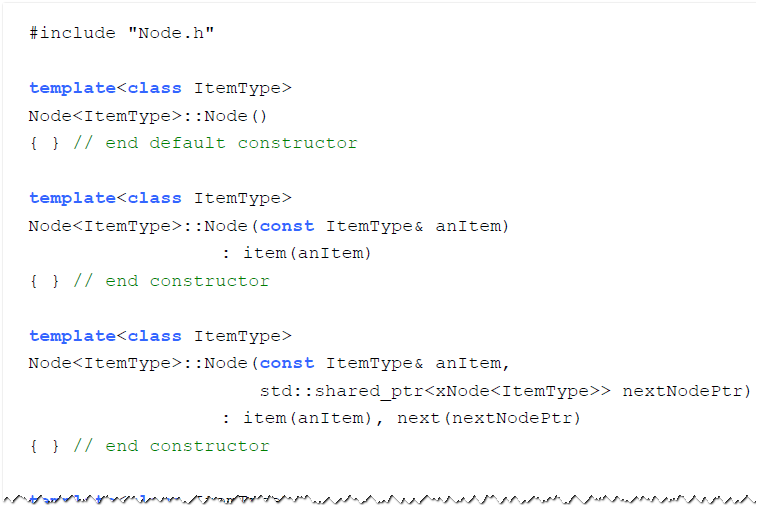 #include "Node.h"
template<class ItemType>
Node<ItemType>::Node()
{ } // end default constructor
template<class ItemType>
Node<ItemType>::Node(const ItemType& anItem)
: item(anItem)
{ } // end constructor
template<class ItemType>
Node<ItemType>::Node(const ItemType& anItem,
std::shared_ptr<xNode<ItemType>> nextNodePtr)
: item(anItem), next(nextNodePtr)
{ } // end constructor